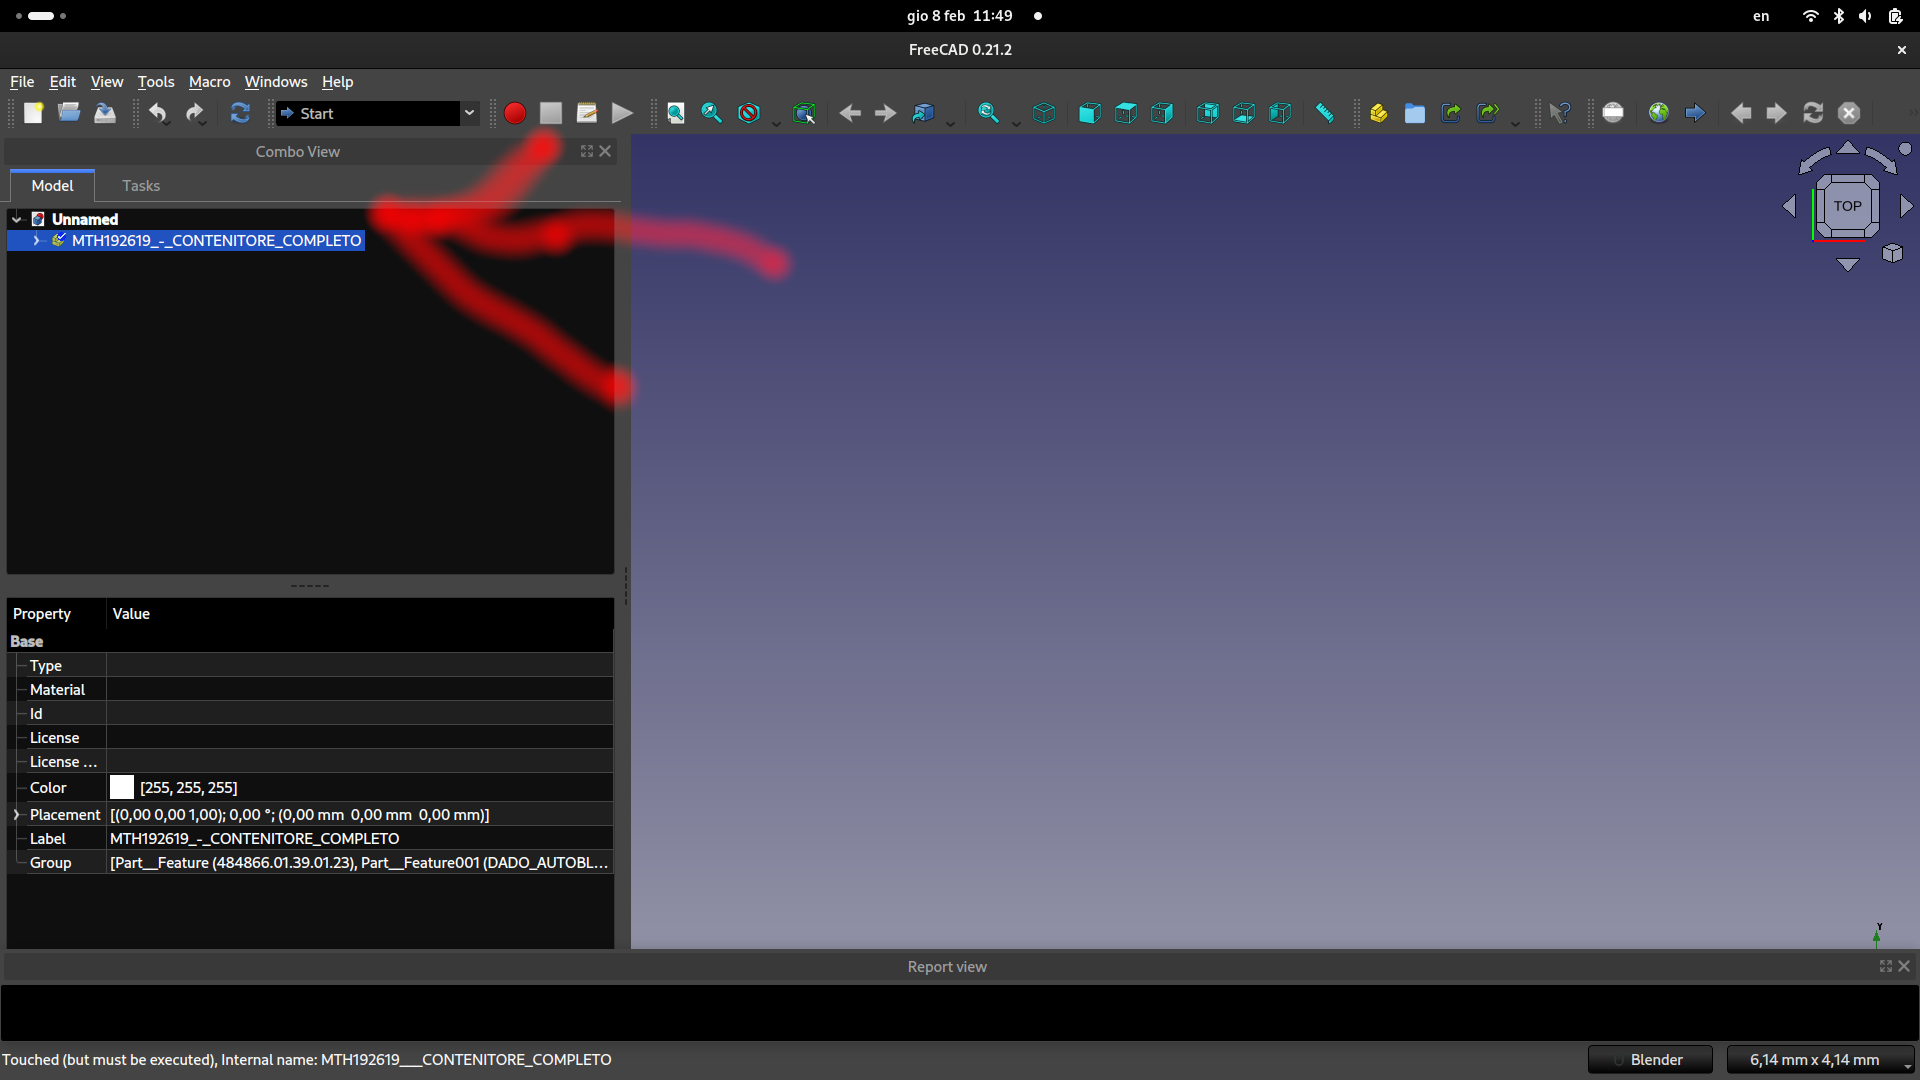 gio 8 feb 11:49
en
FreeCAD 0.21.2
File Edit View Tools Macro Windows Help
Start
Combo View
Model Tasks
Unnamed
MTH192619_-_CONTENITORE_COMPLETO
TOP
Property Value
Base
Type
Material
Id
License
License ...
Color [255, 255, 255]
Placement [(0,00 0,00 1,00); 0,00 °; (0,00 mm 0,00 mm 0,00 mm)]
Label MTH192619_-_CONTENITORE_COMPLETO
Group [Part__Feature (484866.01.39.01.23), Part__Feature001 (DADO_AUTOBL...
Y
Report view
Touched (but must be executed), Internal name: MTH192619___CONTENITORE_COMPLETO
Blender
6,14 mm x 4,14 mm